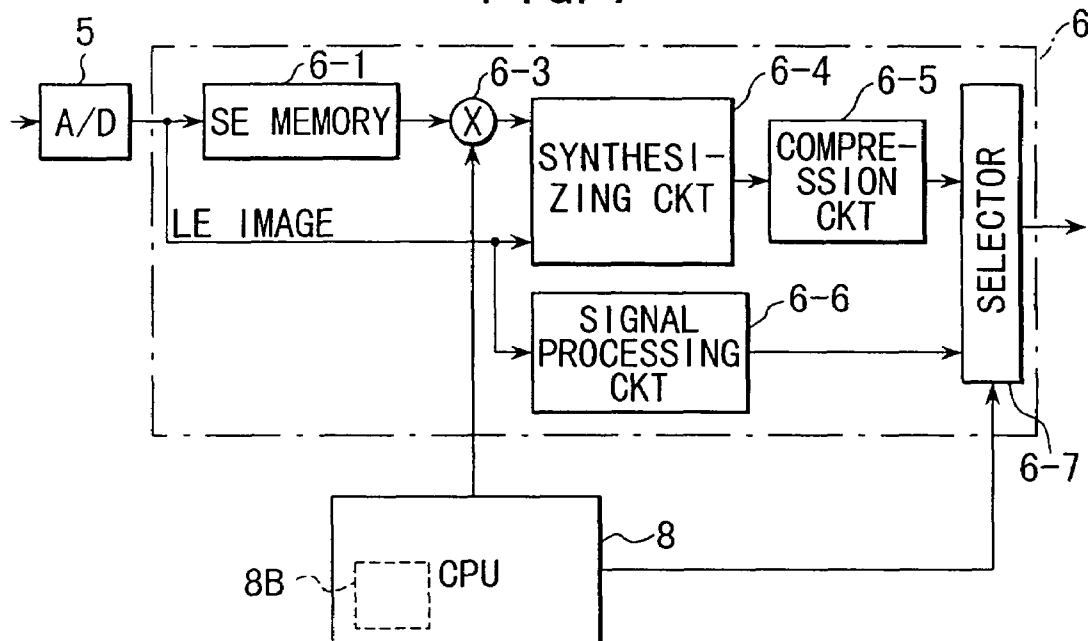 5
6
6-1
6-3
6-4
6-5
A/D
SE MEMORY
X
SYNTHESI-
ZING CKT
COMPRE-
SSION
CKT
SELECTOR
LE IMAGE
6-6
SIGNAL
PROCESSING
CKT
6-7
8
8B
CPU